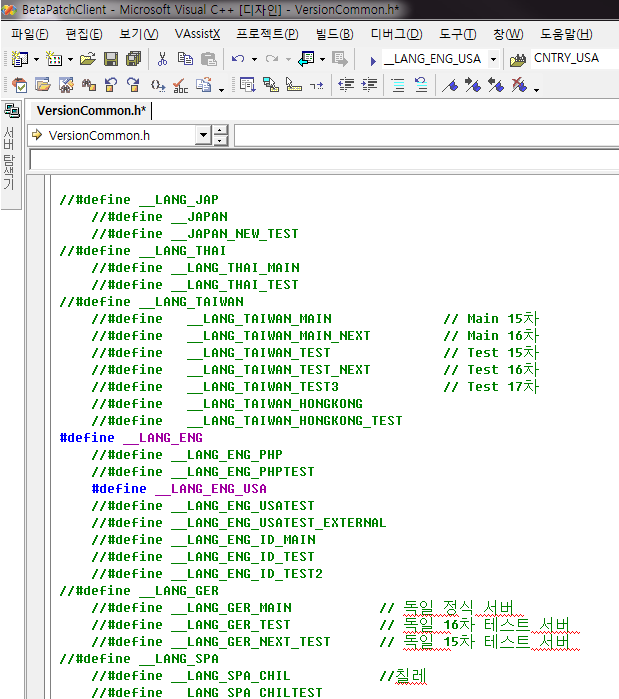 BetaPatchClient - Microsoft Visual C++ [디자인] - VersionCommon.h*
파일(F) 편집(E) 보기(V) VAssistX 프로젝트(P) 빌드(B) 디버그(D) 도구(T) 창(W) 도움말(H)
__LANG_ENG_USA CNTRY_USA
VersionCommon.h*
서버 탐색기
VersionCommon.h
//#define __LANG_JAP
//#define __JAPAN
//#define __JAPAN_NEW_TEST
//#define __LANG_THAI
//#define __LANG_THAI_MAIN
//#define __LANG_THAI_TEST
//#define __LANG_TAIWAN
//#define __LANG_TAIWAN_MAIN // Main 15차
//#define __LANG_TAIWAN_MAIN_NEXT // Main 16차
//#define __LANG_TAIWAN_TEST // Test 15차
//#define __LANG_TAIWAN_TEST_NEXT // Test 16차
//#define __LANG_TAIWAN_TEST3 // Test 17차
//#define __LANG_TAIWAN_HONGKONG
//#define __LANG_TAIWAN_HONGKONG_TEST
#define __LANG_ENG
//#define __LANG_ENG_PHP
//#define __LANG_ENG_PHPTEST
#define __LANG_ENG_USA
//#define __LANG_ENG_USATEST
//#define __LANG_ENG_USATEST_EXTERNAL
//#define __LANG_ENG_ID_MAIN
//#define __LANG_ENG_ID_TEST
//#define __LANG_ENG_ID_TEST2
//#define __LANG_GER
//#define __LANG_GER_MAIN // 독일 정식 서버
//#define __LANG_GER_TEST // 독일 16차 테스트 서버
//#define __LANG_GER_NEXT_TEST // 독일 15차 테스트 서버
//#define __LANG_SPA
//#define __LANG_SPA_CHIL //칠레
//#define __LANG_SPA_CHILTEST